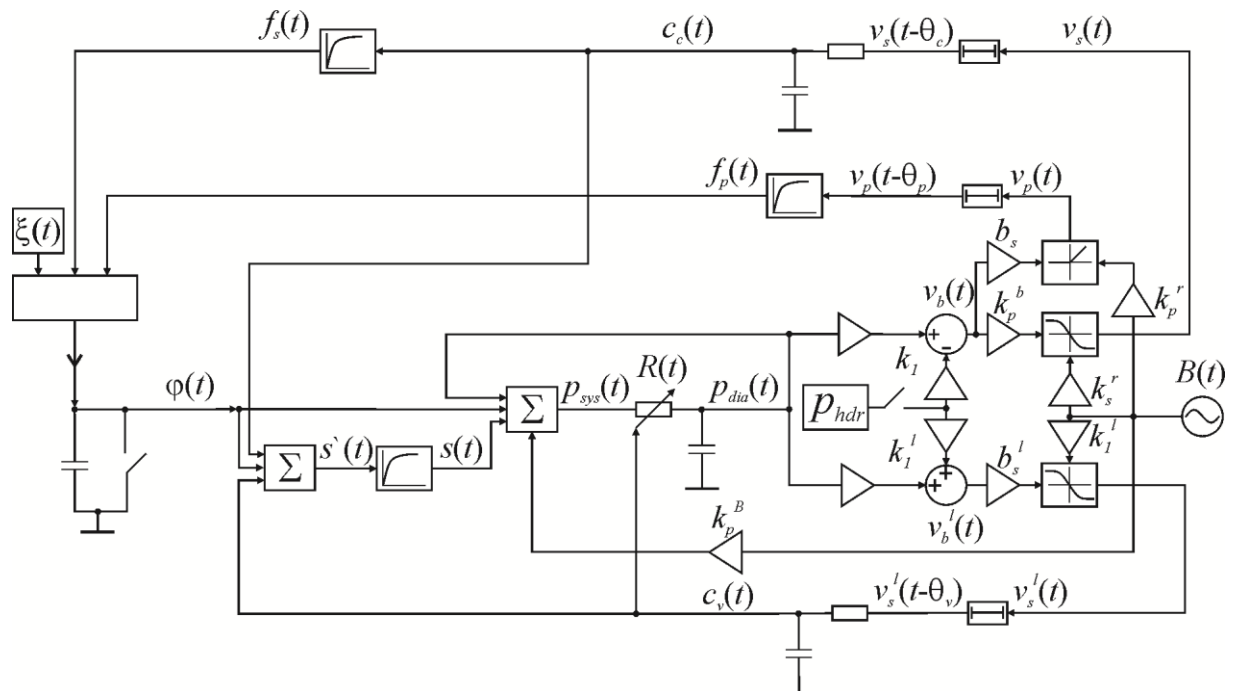 f_s(t)
c_c(t)
v_s(t-θ_c)
v_s(t)
f_p(t)
v_p(t-θ_p)
v_p(t)
ξ(t)
b_s
v_b(t)
k_p^b
k_p^r
φ(t)
p_sys(t)
R(t)
p_dia(t)
k_1
p_hdr
k_s^r
B(t)
Σ
Σ
s`(t)
s(t)
k_1^l
b_s^l
k_1^l
v_b^l(t)
k_p^B
c_v(t)
v_s^l(t-θ_v)
v_s^l(t)
+
-
+
+